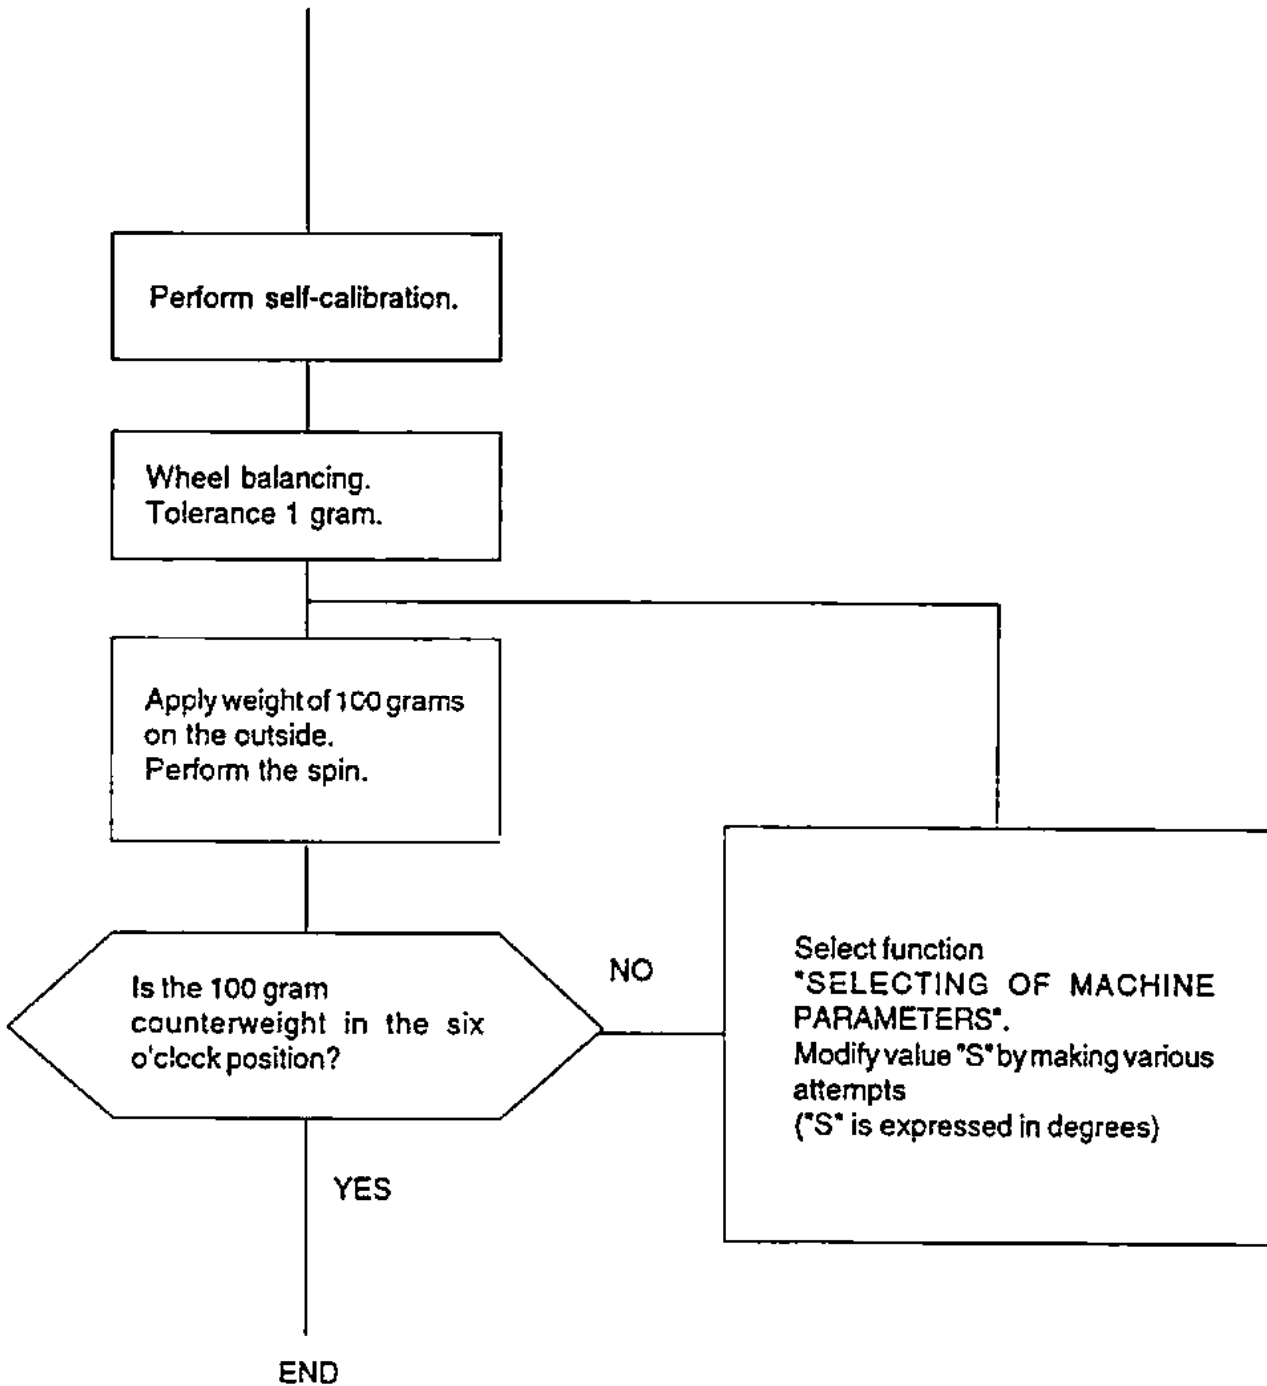 Perform self-calibration.
Wheel balancing.
Tolerance 1 gram.
Apply weight of 100 grams
on the outside.
Perform the spin.
Is the 100 gram
counterweight in the six
o'clock position?
NO
Select function
"SELECTING OF MACHINE
PARAMETERS".
Modify value "S" by making various
attempts
("S" is expressed in degrees)
YES
END